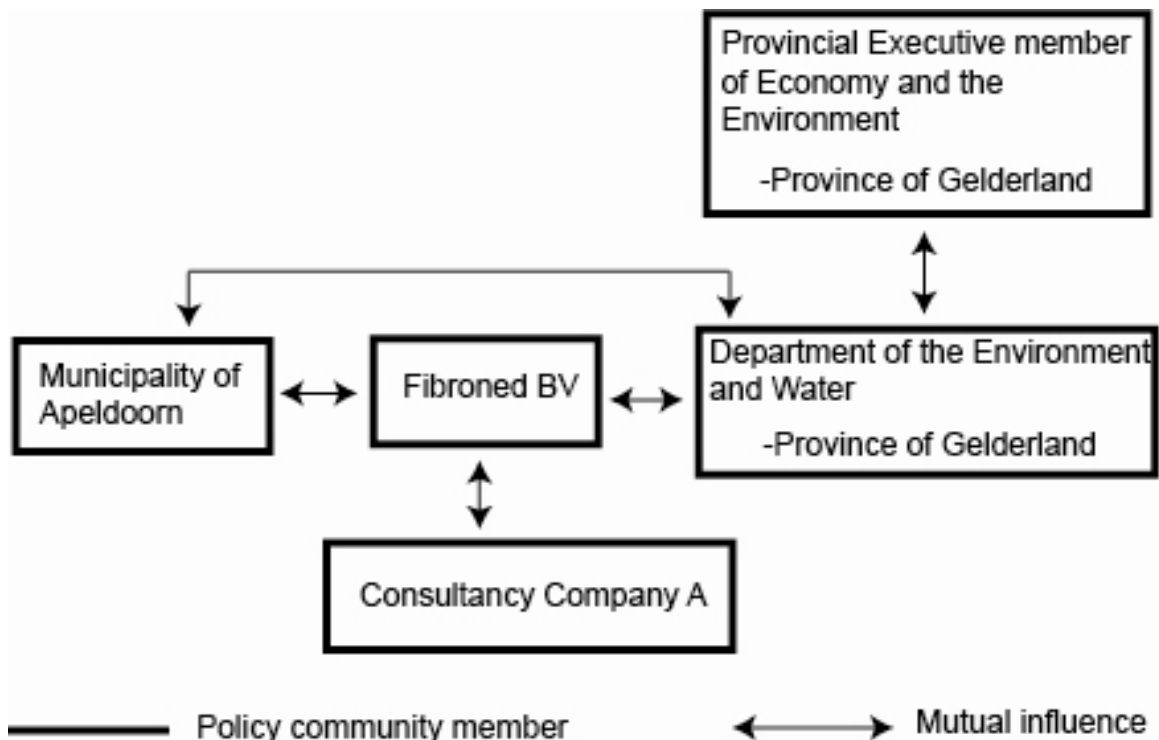 Provincial Executive member
of Economy and the
Environment
-Province of Gelderland
Municipality of
Apeldoorn
Fibroned BV
Department of the Environment
and Water
-Province of Gelderland
Consultancy Company A
Policy community member
Mutual influence